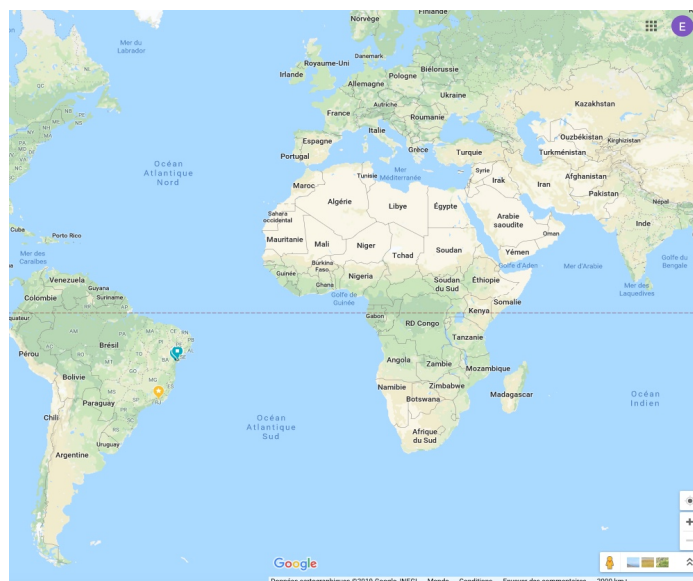 Norvège
Finlande
E
Mer du
Labrador
Danemark
Royaume-Uni
Biélorussie
Irlande
Pologne
Allemagne
Ukraine
Kazakhstan
Autriche
France
Roumanie
Italie
Ouzbékistan
Kirghizistan
Espagne
Grèce
Turquie
Turkménistan
Portugal
Océan
Atlantique
Nord
Tunisie
Mer
Méditerranée
Syrie
Irak
Iran
Afghanistan
Pakistan
Maroc
Algérie
Libye
Égypte
Népal
Sahara
occidental
Arabie
saoudite
Inde
Cuba
Porto Rico
Oman
Mauritanie
Mali
Niger
Tchad
Soudan
Yémen
Mer des
Caraïbes
Burkina
Faso
Golfe d'Aden
Mer d'Arabie
Golfe du
Bengale
Guinée
Nigeria
Ghana
Soudan
du Sud
Éthiopie
Mer des
Laquedives
Venezuela
Guyana
Suriname
Colombie
Golfe de
Guinée
Somalie
Kenya
Gabon
RD Congo
Tanzanie
Pérou
Brésil
Angola
Zambie
Mozambique
Bolivie
Namibie
Zimbabwe
Botswana
Madagascar
Océan
Indien
Paraguay
Chili
Océan
Atlantique
Sud
Afrique
du Sud
Uruguay
Argentine
Google